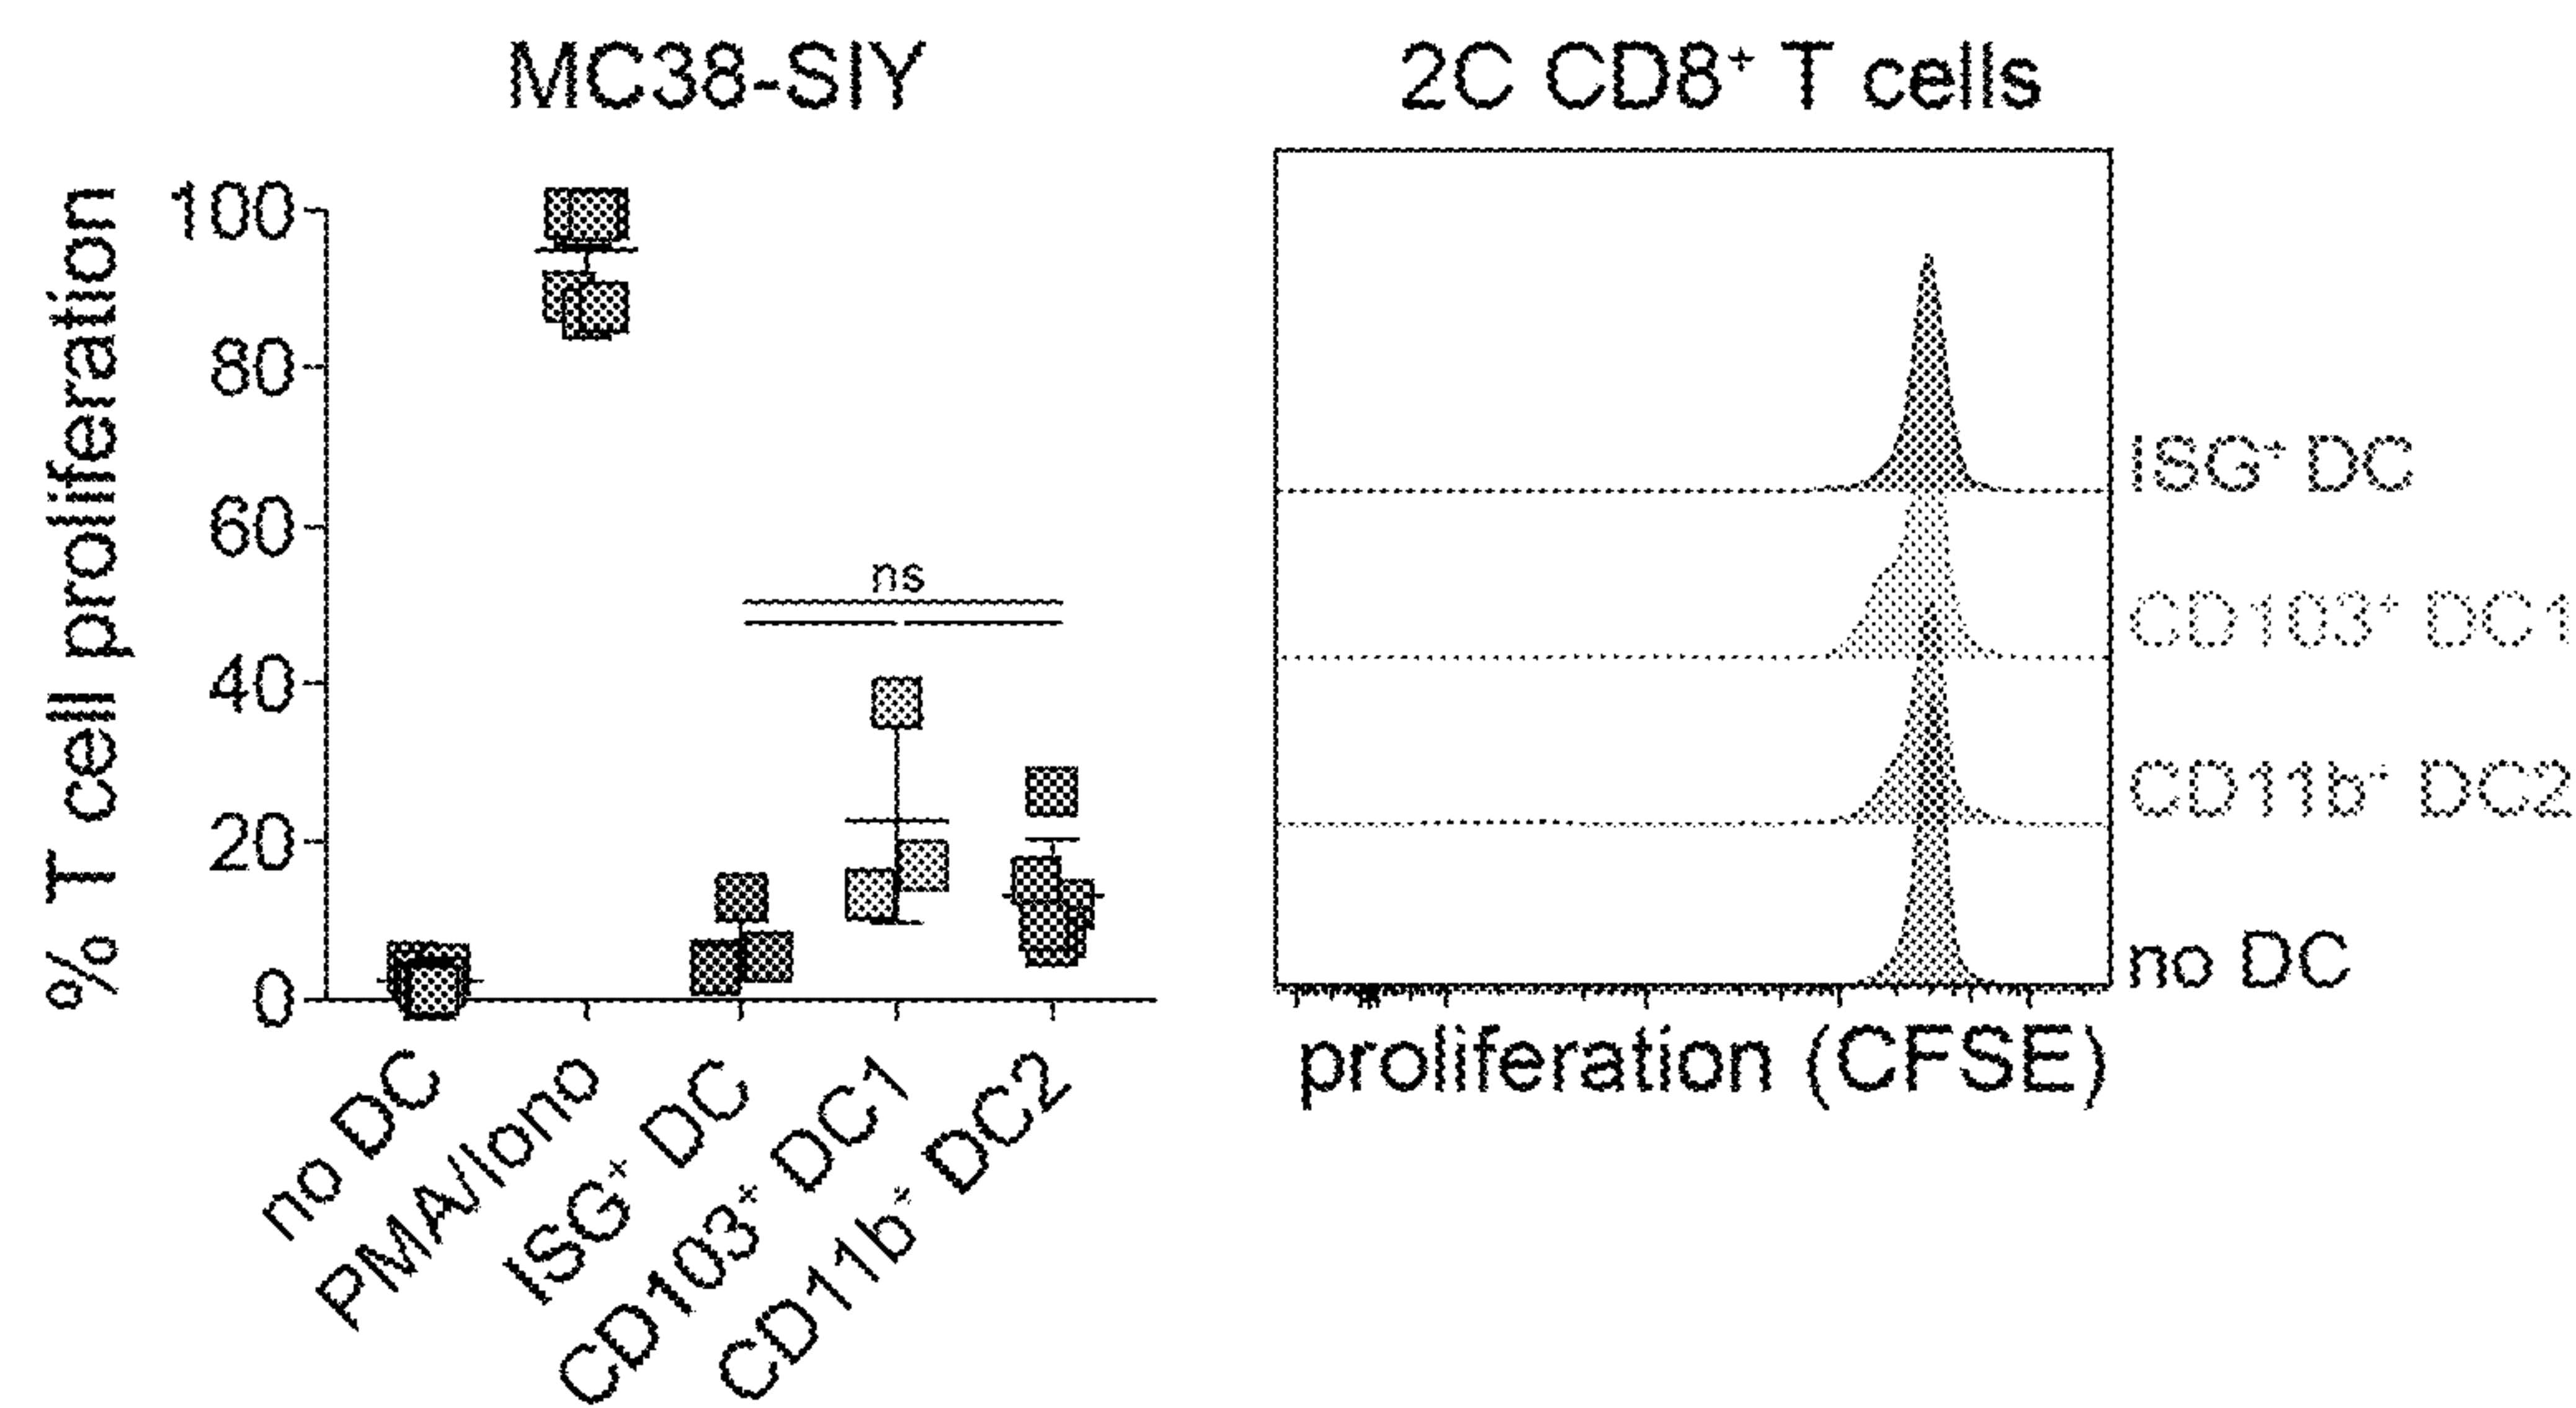 MC38-SIY
% T cell proliferation
100
80
60
40
20
0
ns
no DC
PMA/Iono
ISG⁺ DC
CD103⁺ DC1
CD11b⁺ DC2
2C CD8⁺ T cells
ISG⁺ DC
CD103⁺ DC1
CD11b⁺ DC2
no DC
proliferation (CFSE)